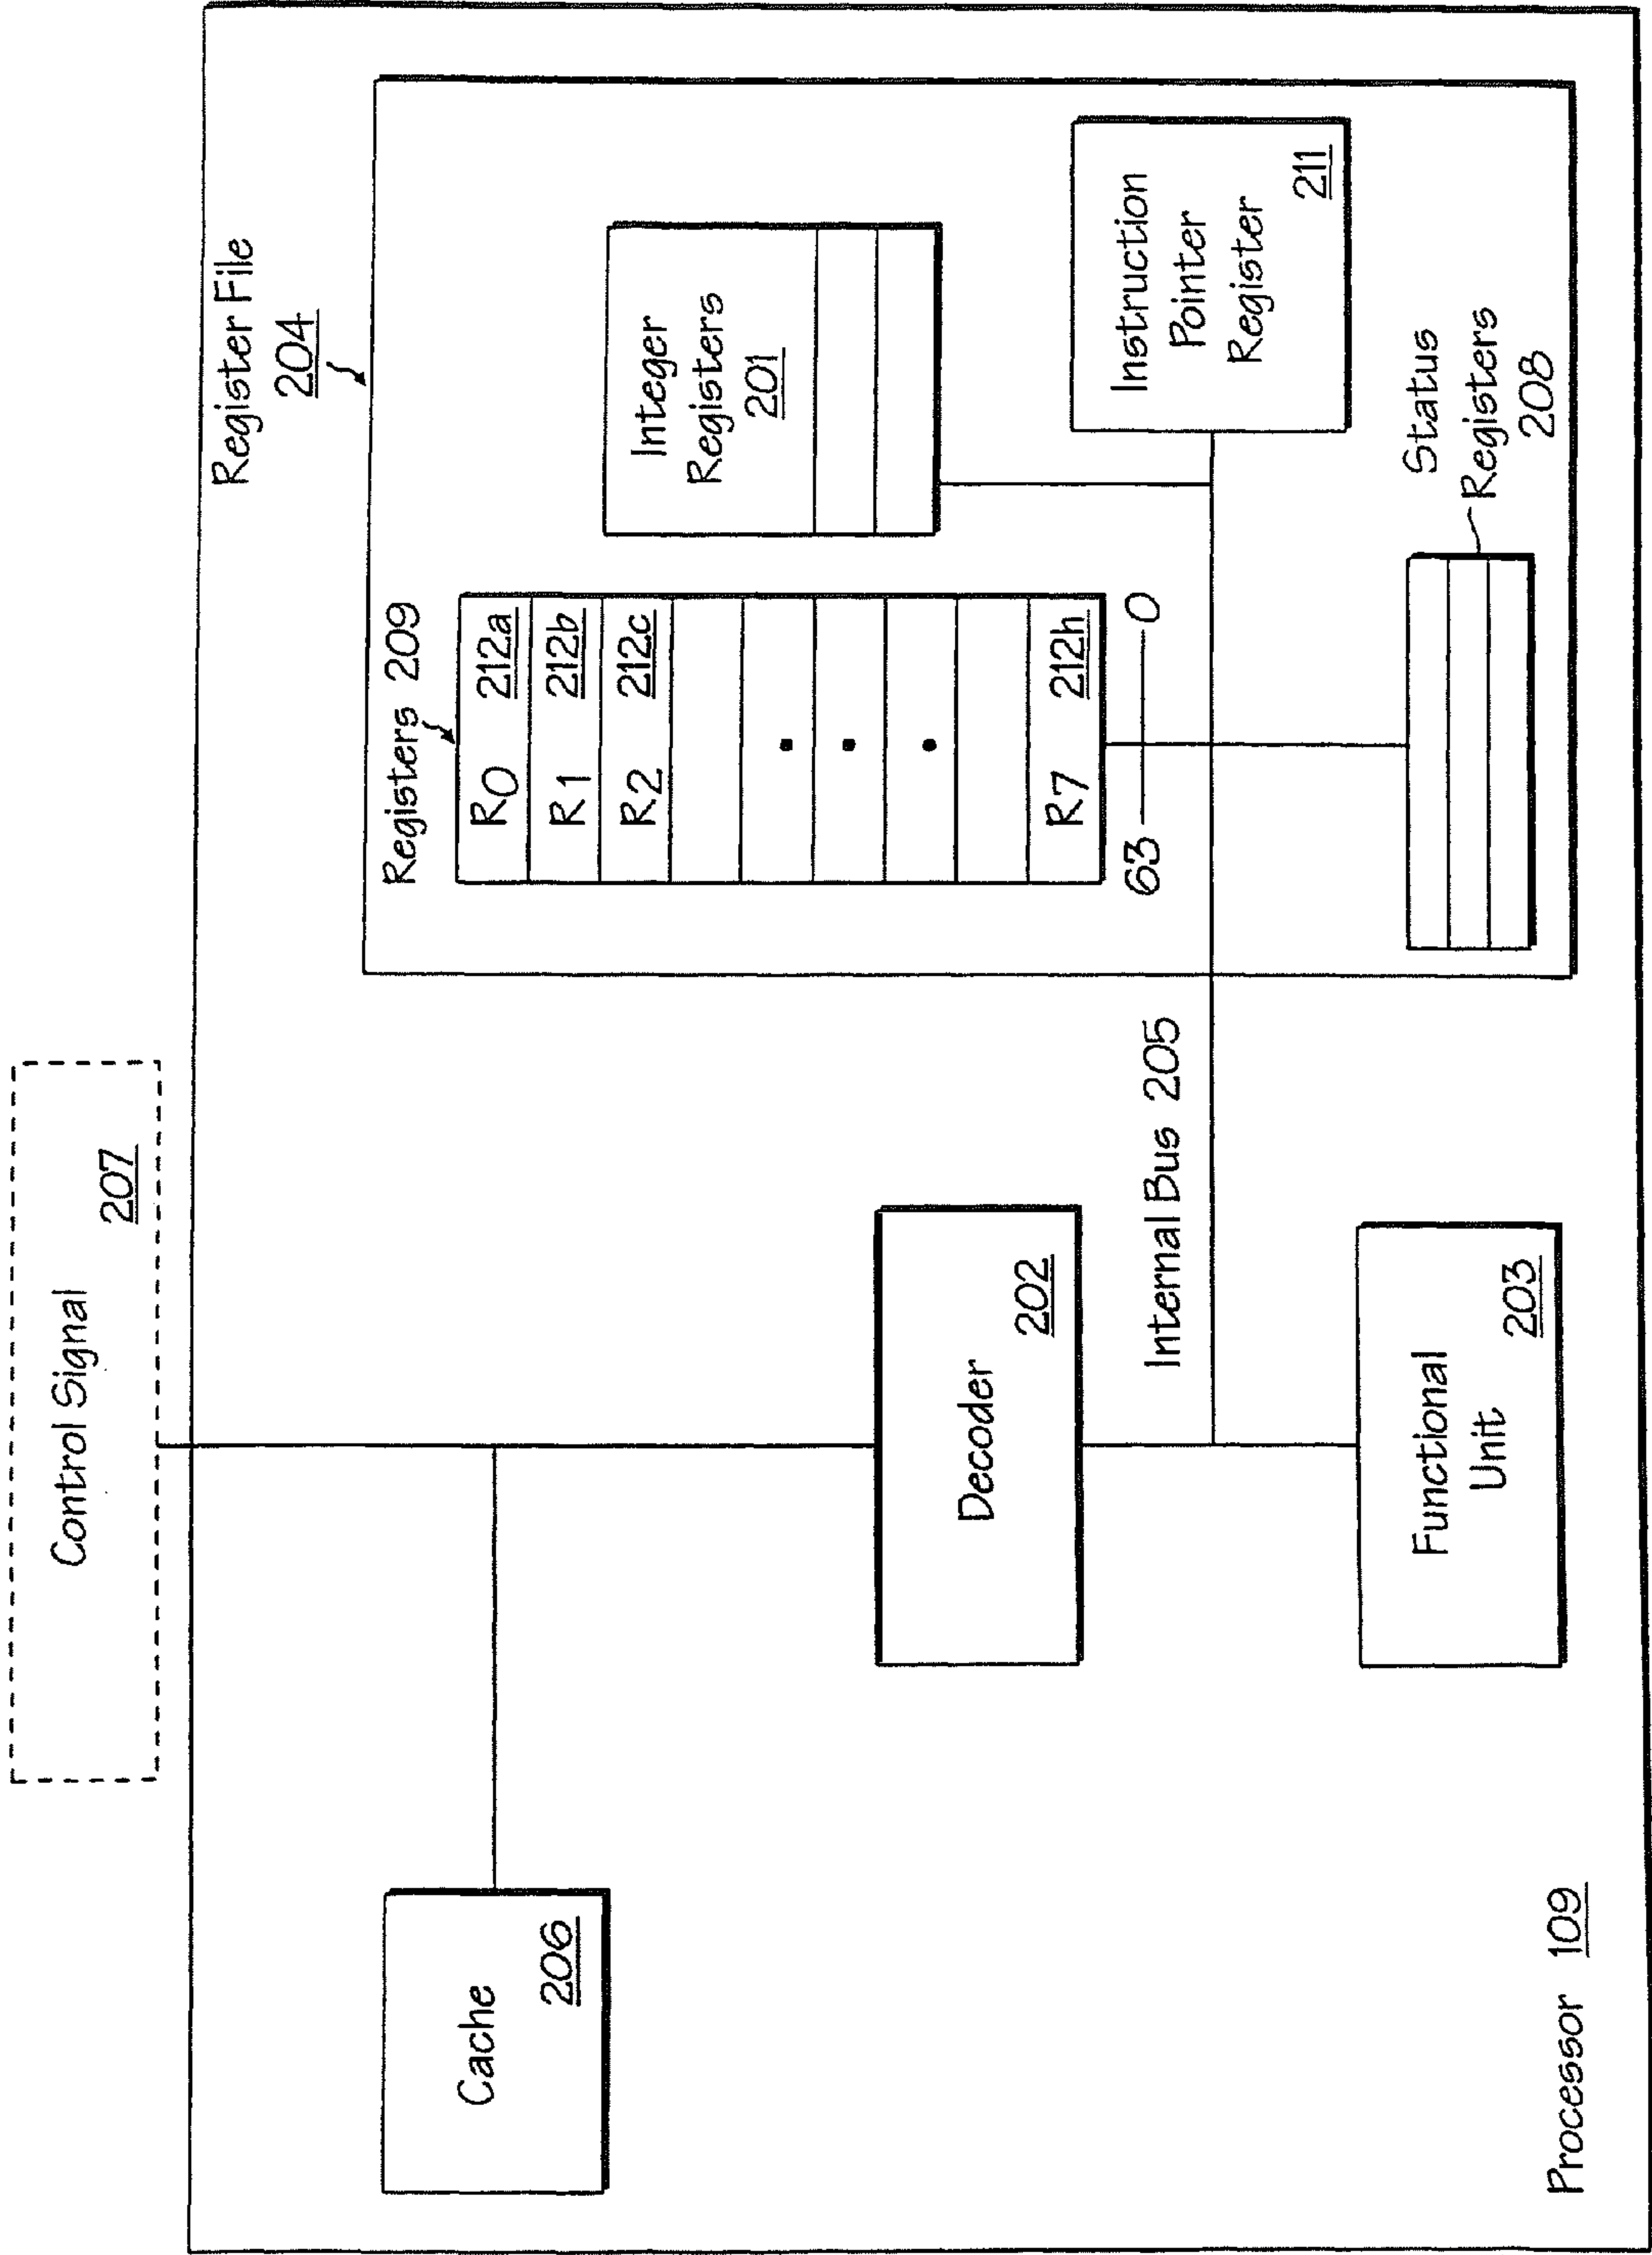 Control Signal
207
Register File
204
Cache
206
Decoder
202
Internal Bus 205
Functional
Unit
203
Registers 209
R0 212a
R1 212b
R2 212c
R7 212h
63 0
Integer
Registers
201
Instruction
Pointer
Register
211
Status
Registers
208
Processor 109